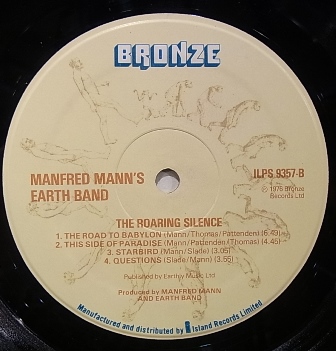 BRONZE
MANFRED MANN'S
EARTH BAND
ILPS 9357-B
℗ 1976 Bronze
Records Ltd
THE ROARING SILENCE
1. THE ROAD TO BABYLON (Mann/Thomas/Pattenden) 6.43
2. THIS SIDE OF PARADISE (Mann/Pattenden/Thomas) 4.45
3. STARBIRD (Mann/Slade) 3.05
4. QUESTIONS (Slade/Mann) 3.55
Published by Earthy Music Ltd
Produced by MANFRED MANN
AND EARTH BAND
Manufactured and distributed by Island Records Limited